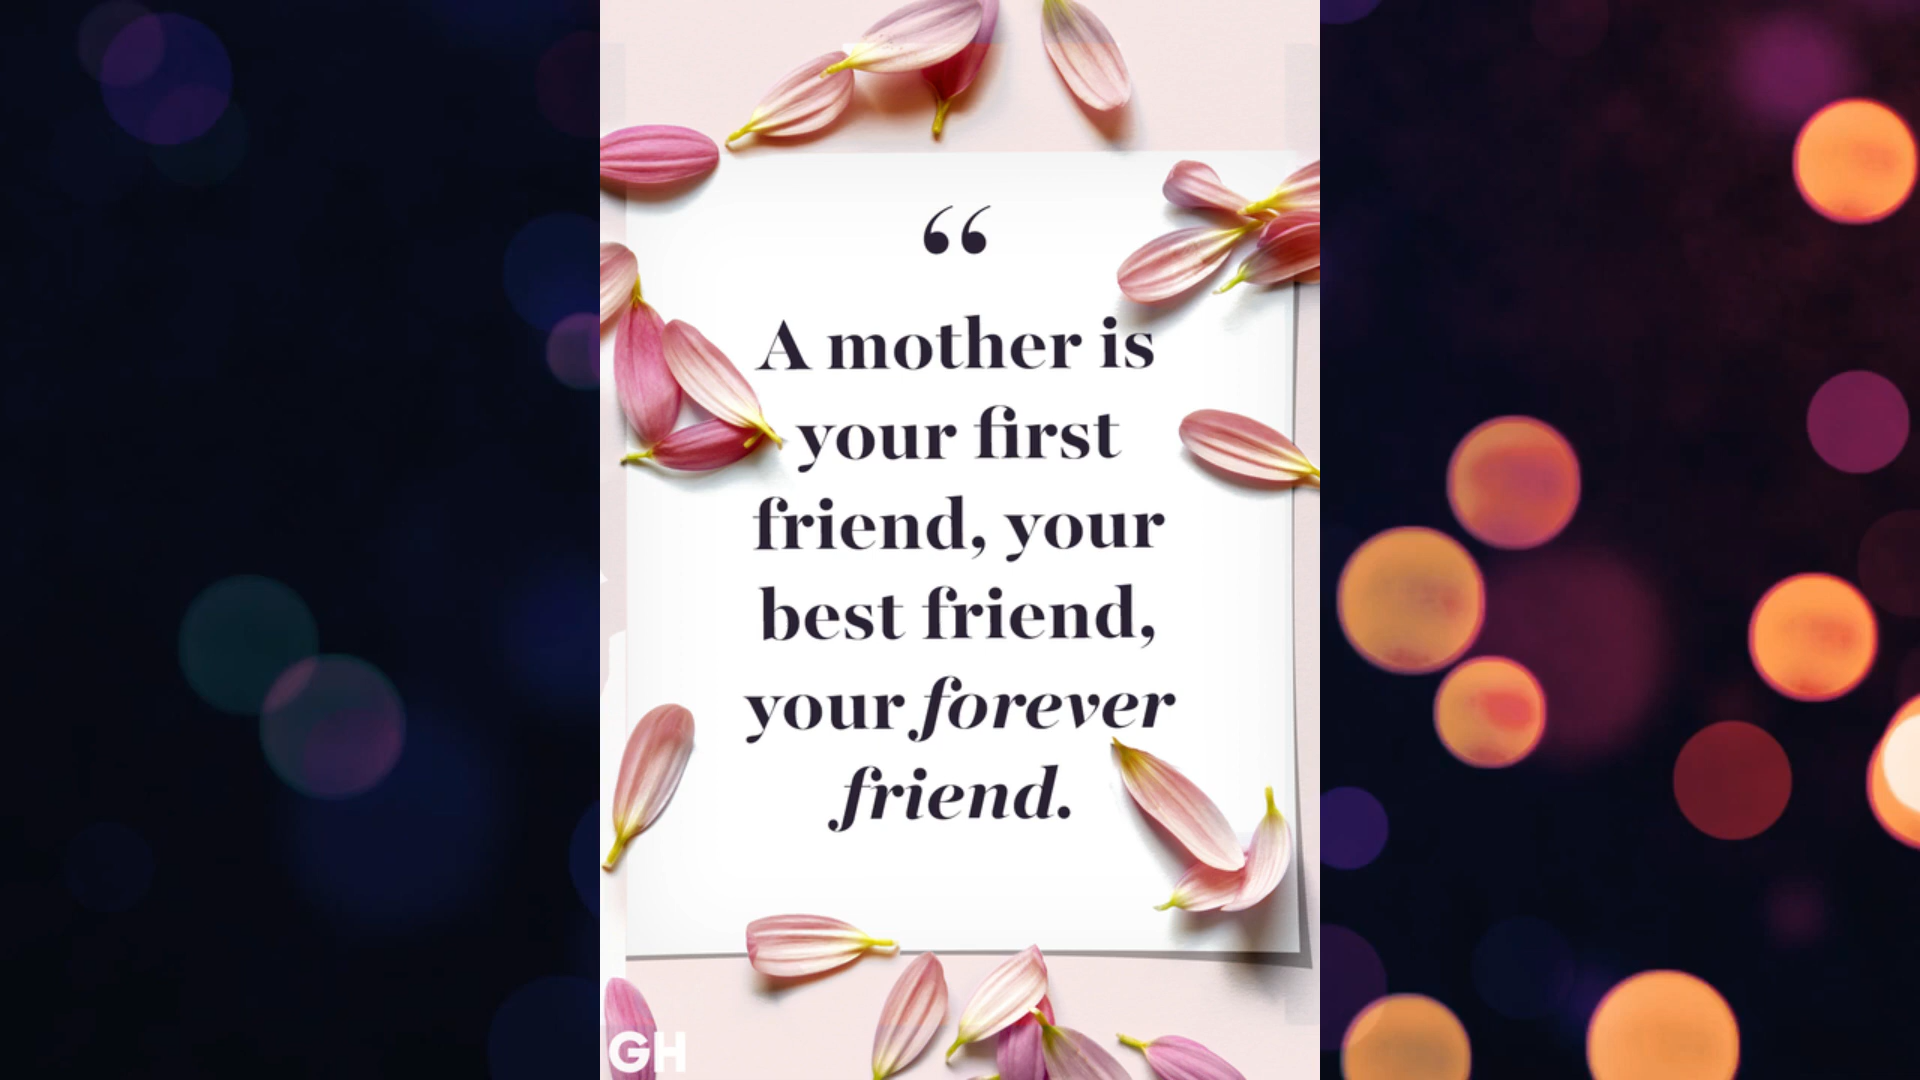 “
A mother is
your first
friend, your
best friend,
your forever
friend.
GH